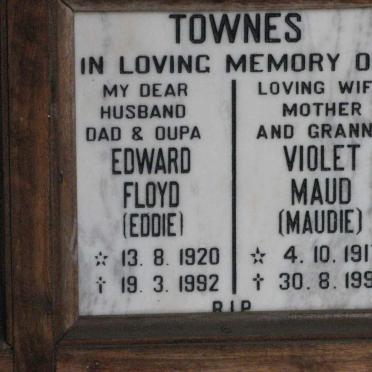 TOWNES
IN LOVING MEMORY O
MY DEAR
HUSBAND
DAD & OUPA
EDWARD
FLOYD
(EDDIE)
☆ 13. 8. 1920
† 19. 3. 1992
LOVING WIF
MOTHER
AND GRANN
VIOLET
MAUD
(MAUDIE)
☆ 4. 10. 191
† 30. 8. 199
R I P